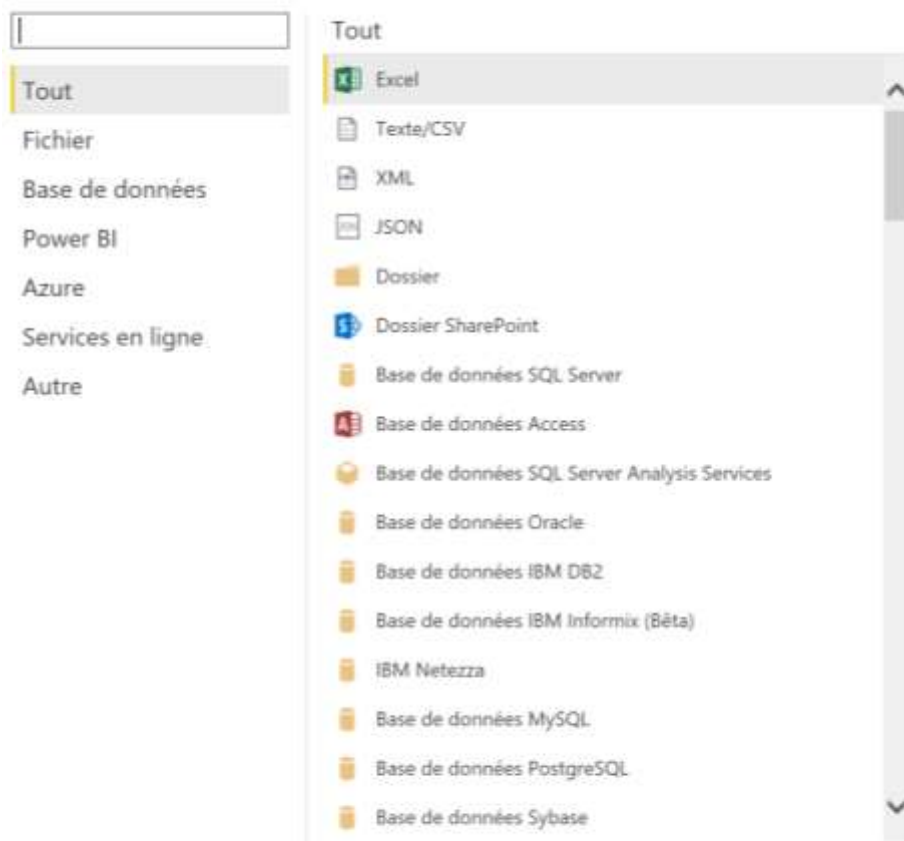 Tout
Fichier
Base de données
Power BI
Azure
Services en ligne
Autre
Tout
Excel
Texte/CSV
XML
JSON
Dossier
Dossier SharePoint
Base de données SQL Server
Base de données Access
Base de données SQL Server Analysis Services
Base de données Oracle
Base de données IBM DB2
Base de données IBM Informix (Bêta)
IBM Netezza
Base de données MySQL
Base de données PostgreSQL
Base de données Sybase